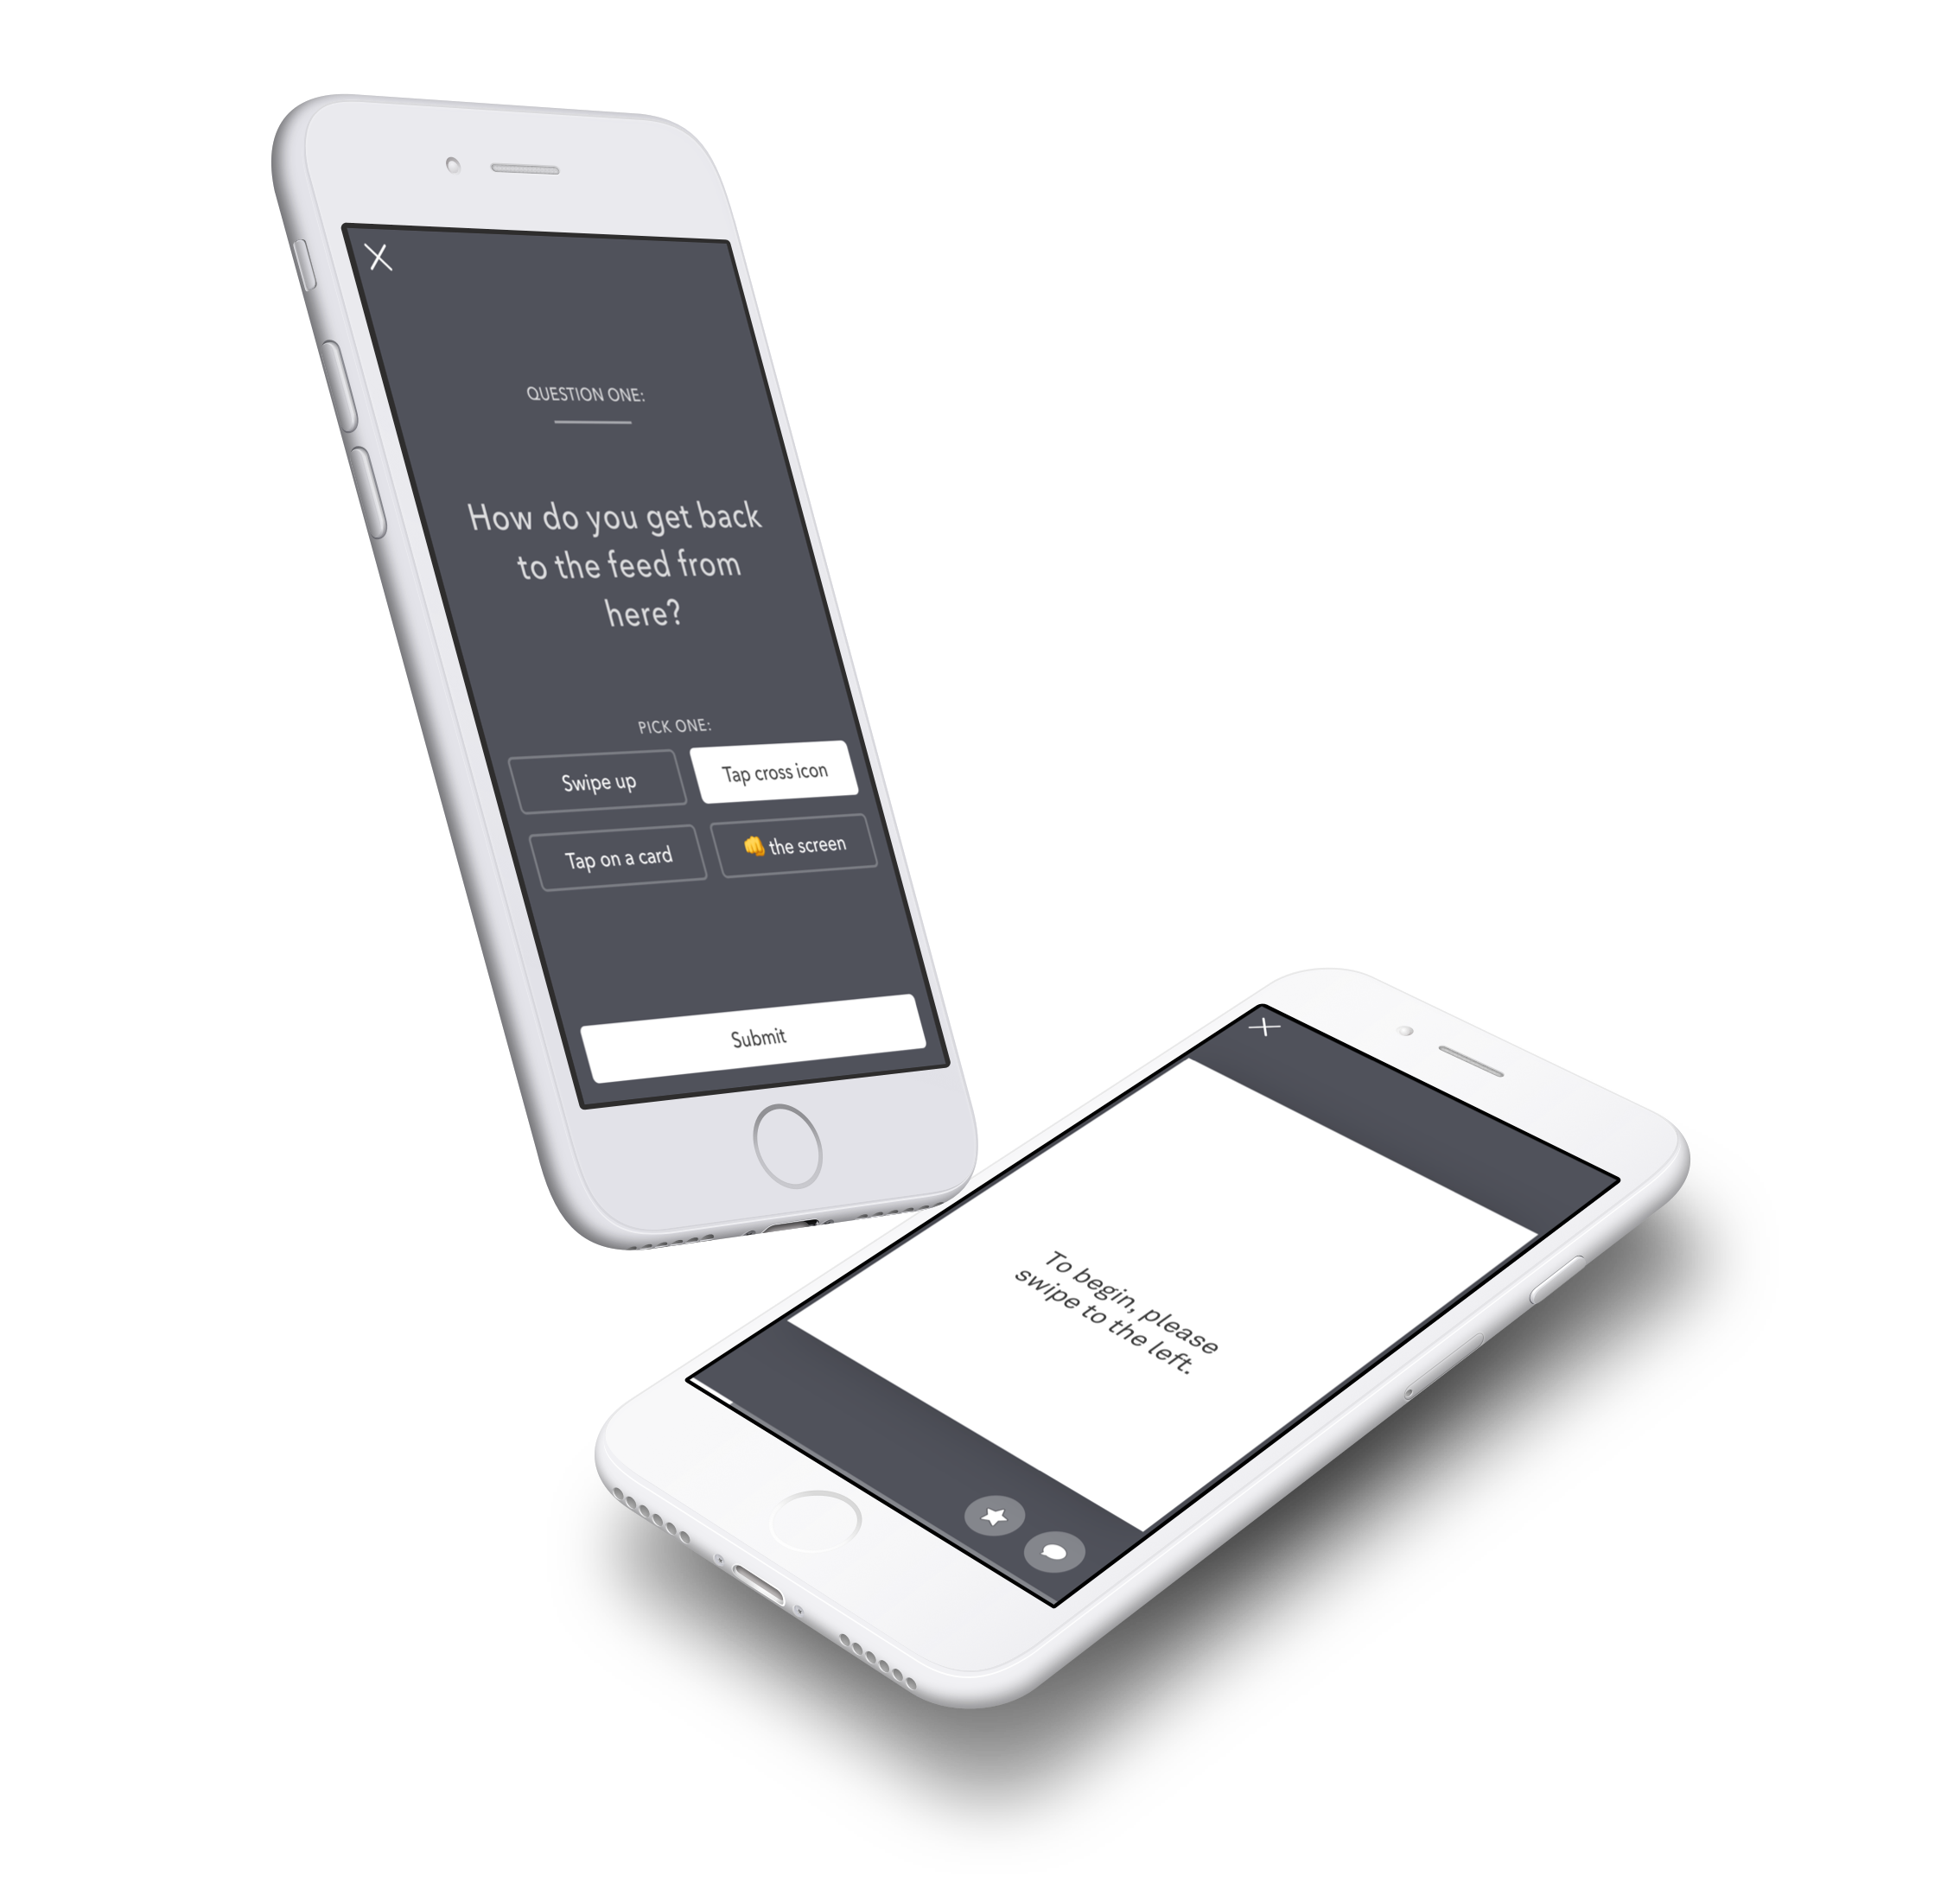 QUESTION ONE:
How do you get back
to the feed from
here?
PICK ONE:
Swipe up
Tap cross icon
Tap on a card
👊 the screen
Submit
To begin, please
swipe to the left.